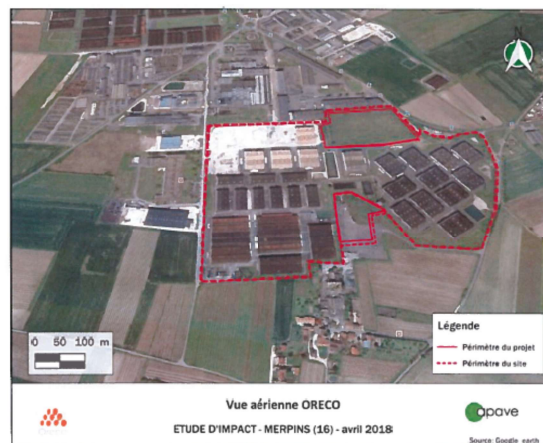 0 50 100 m
Légende
Périmètre du projet
Périmètre du site
Vue aérienne ORECO
ETUDE D'IMPACT - MERPINS (16) - avril 2018
apave
Source: Google earth